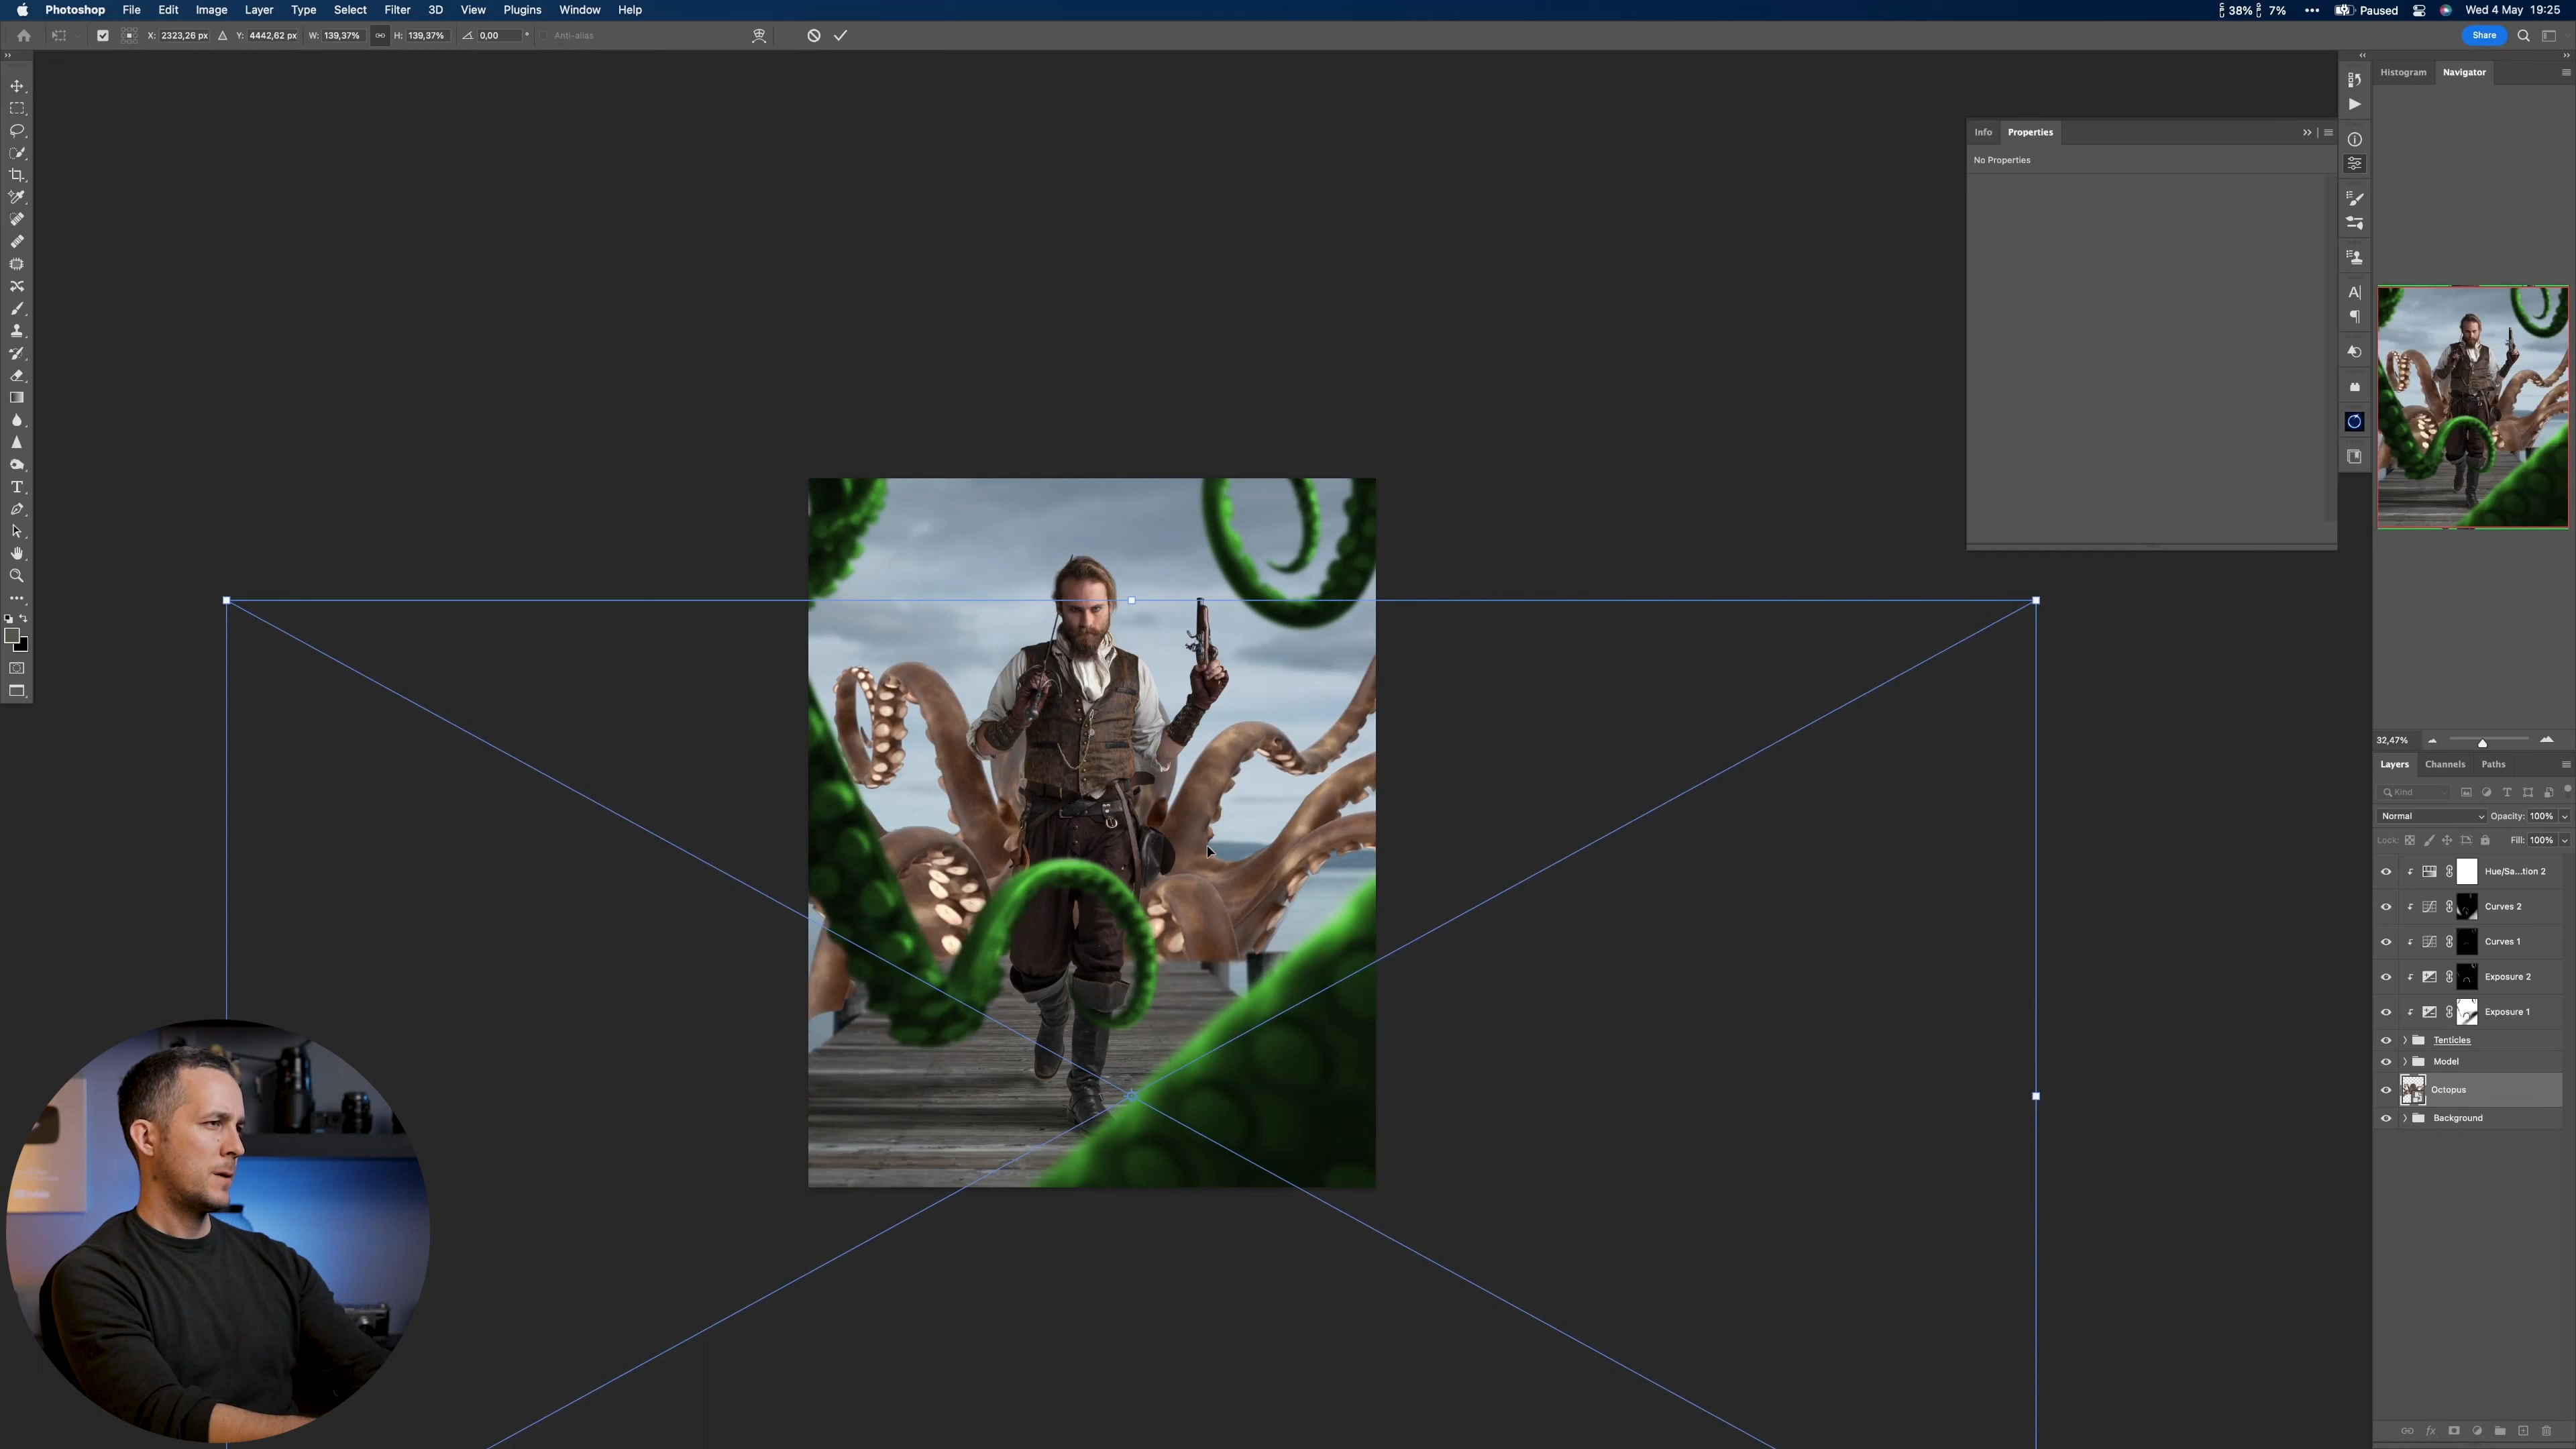 Photoshop File Edit Image Layer Type Select Filter 3D View Plugins Window Help 38% 7% Paused Wed 4 May 19:25
X: 2323,26 px Y: 4442,62 px W: 139,37% H: 139,37% 0,00 ° Anti-alias Share
Histogram Navigator
Info Properties
No Properties
32,47%
Layers Channels Paths
Kind
Normal Opacity: 100%
Lock: Fill: 100%
Hue/Sa...tion 2
Curves 2
Curves 1
Exposure 2
Exposure 1
Tenticles
Model
Octopus
Background